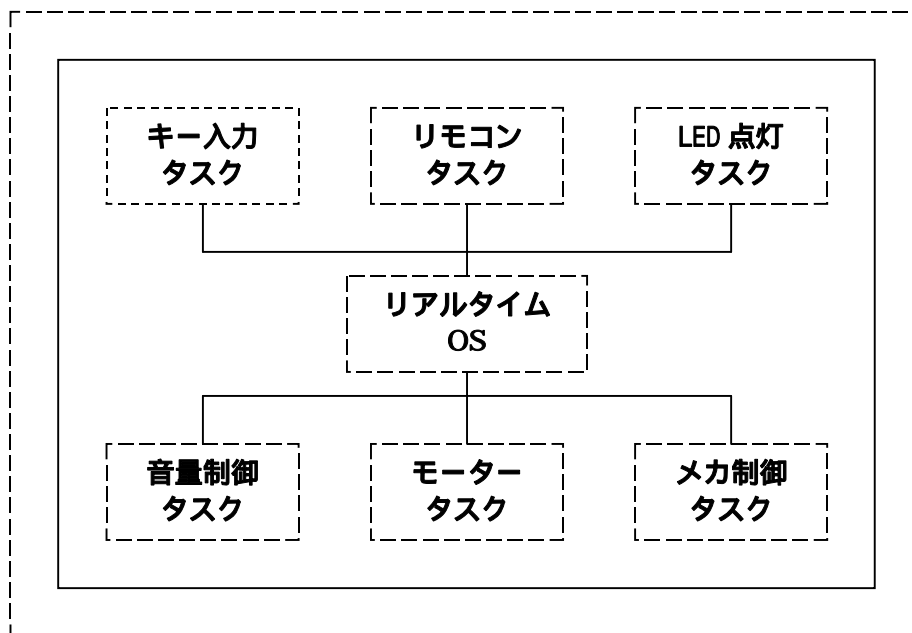 キー入力
タスク
リモコン
タスク
LED 点灯
タスク
リアルタイム
OS
音量制御
タスク
モーター
タスク
メカ制御
タスク